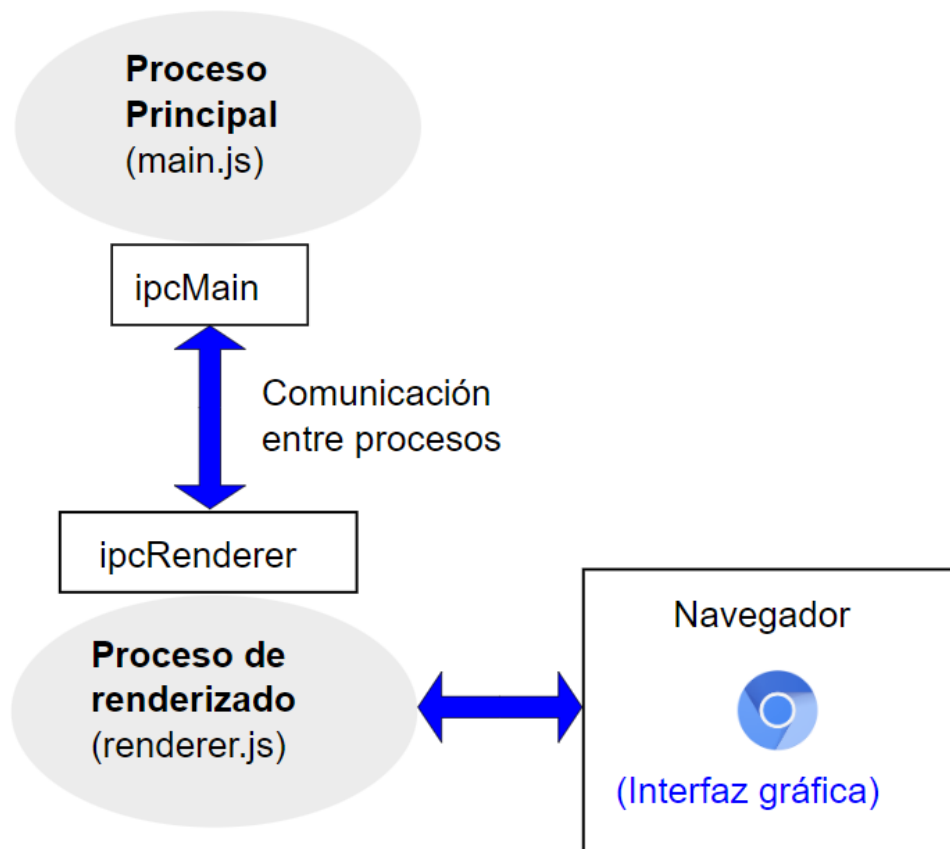 Proceso
Principal
(main.js)
ipcMain
Comunicación
entre procesos
ipcRenderer
Proceso de
renderizado
(renderer.js)
Navegador
(Interfaz gráfica)